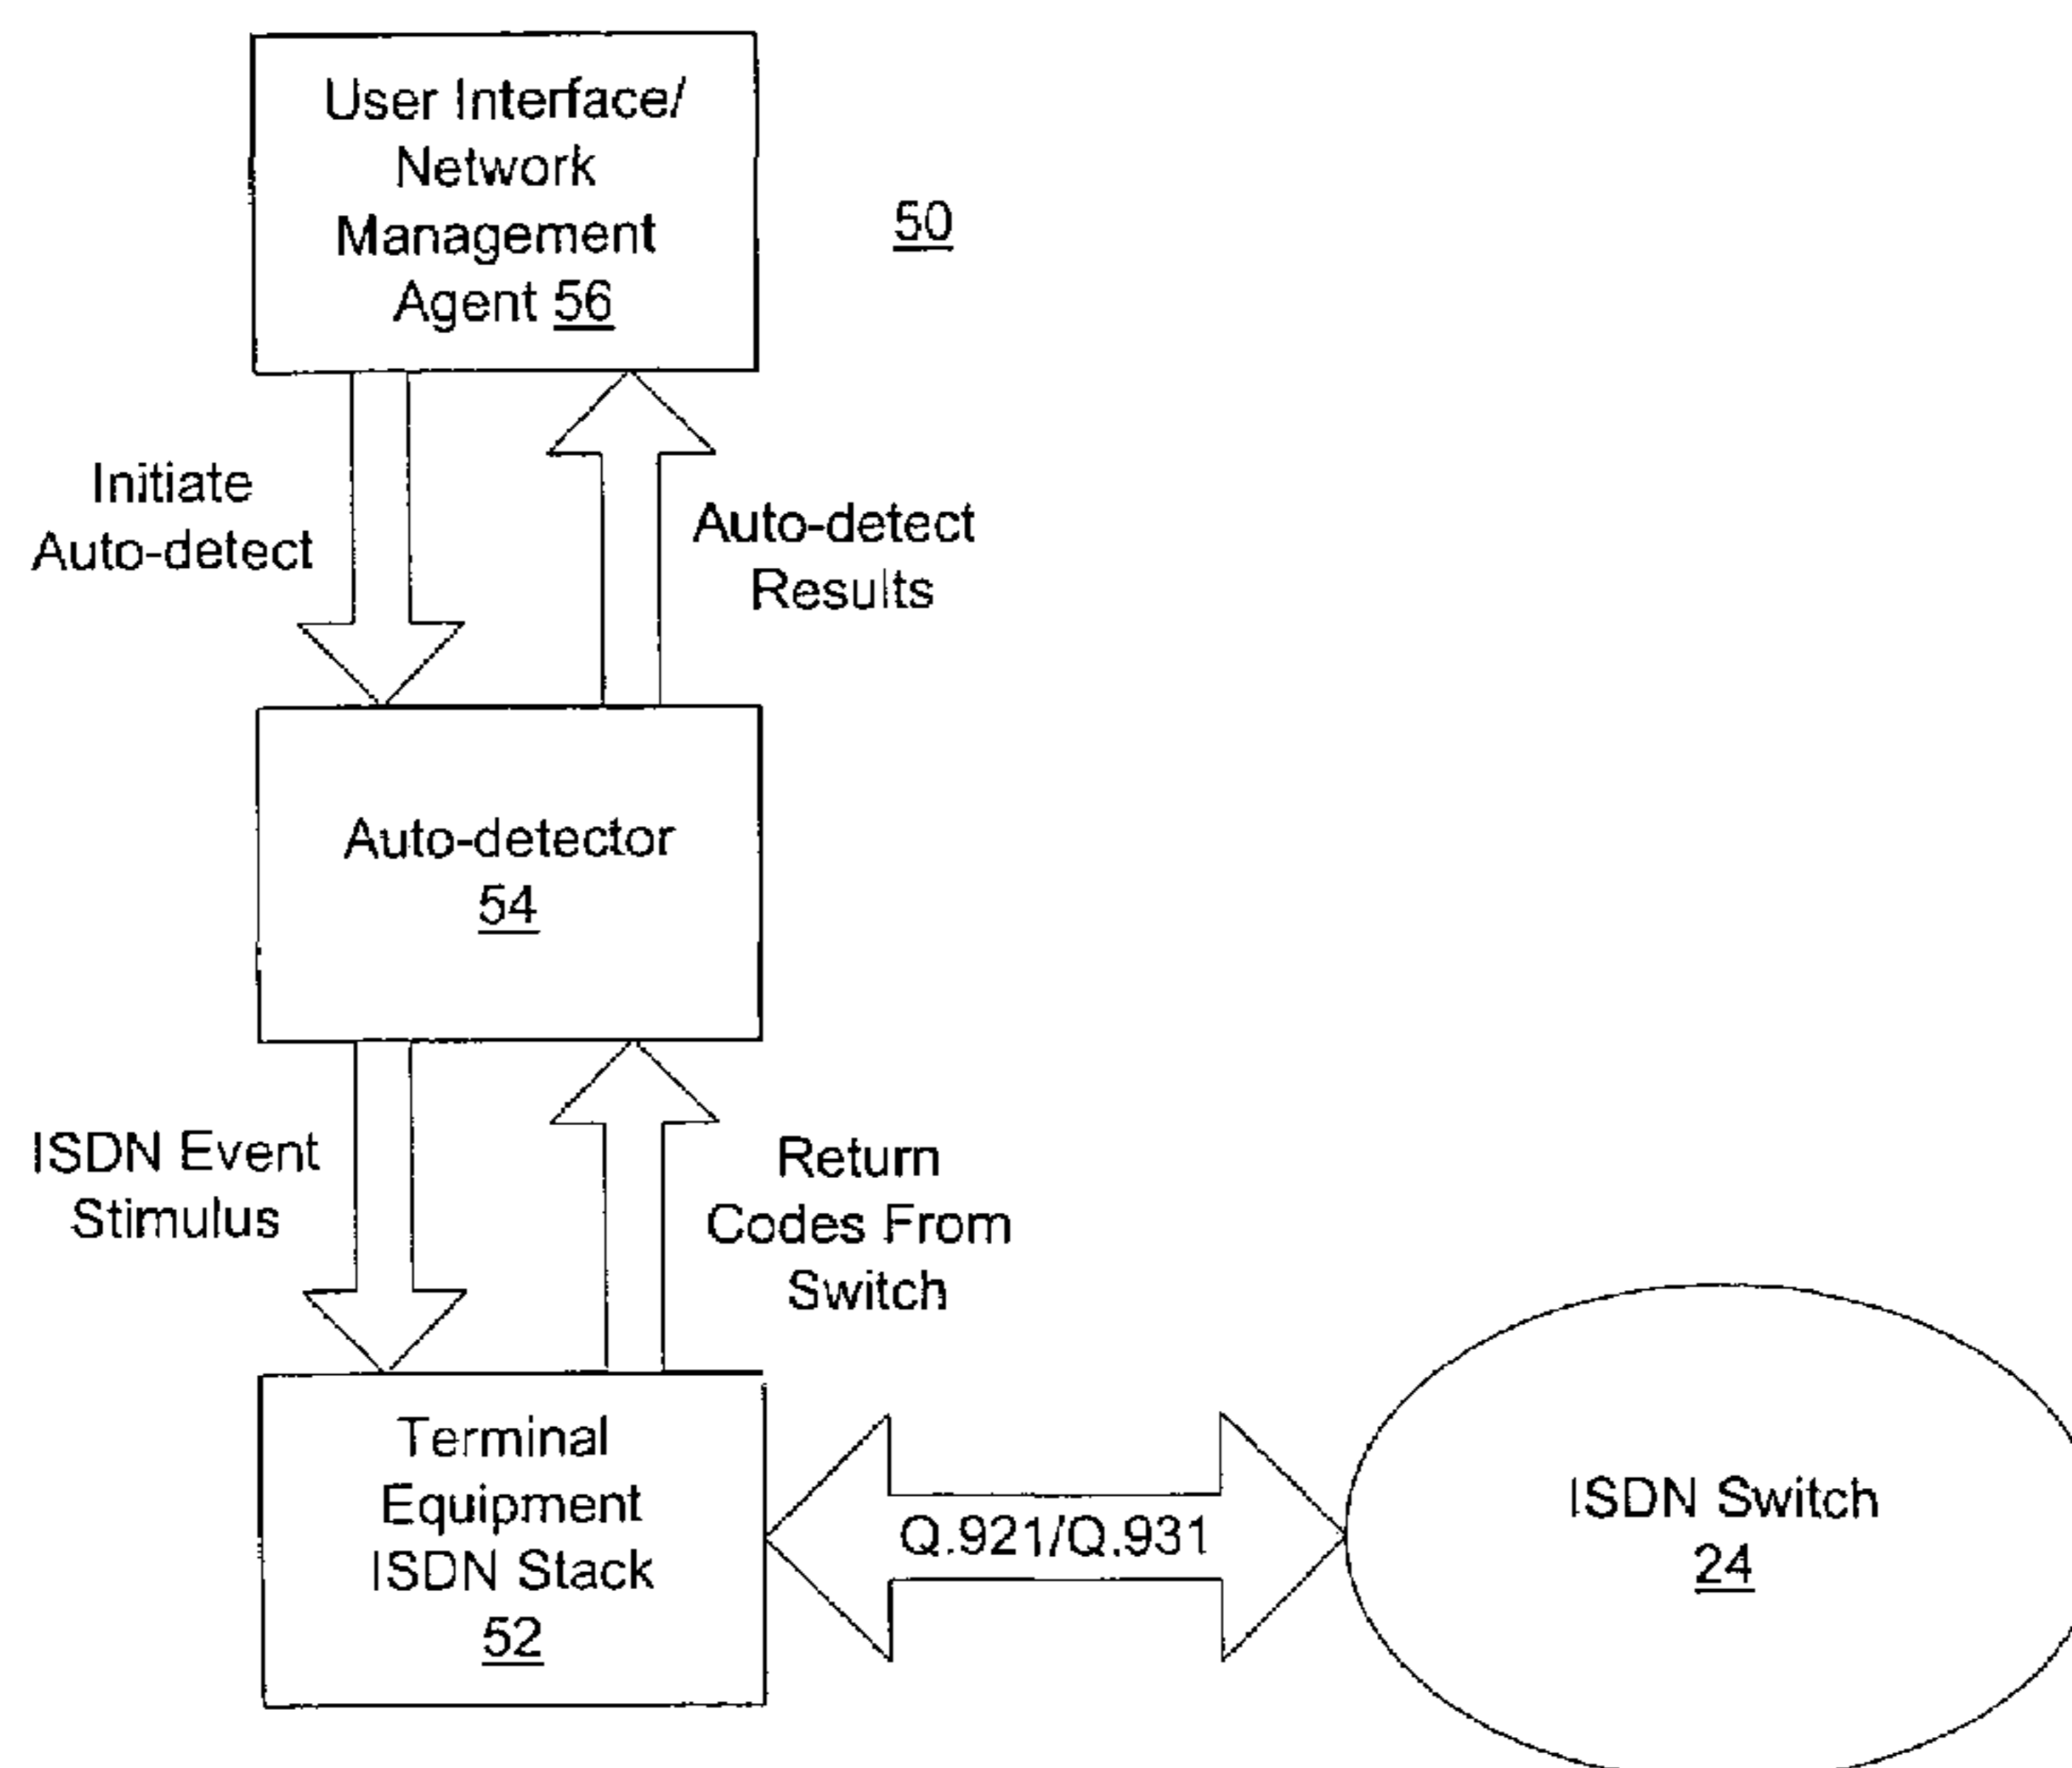 User Interface/
Network
Management
Agent 56
50
Initiate
Auto-detect
Auto-detect
Results
Auto-detector
54
ISDN Event
Stimulus
Return
Codes From
Switch
Terminal
Equipment
ISDN Stack
52
Q.921/Q.931
ISDN Switch
24